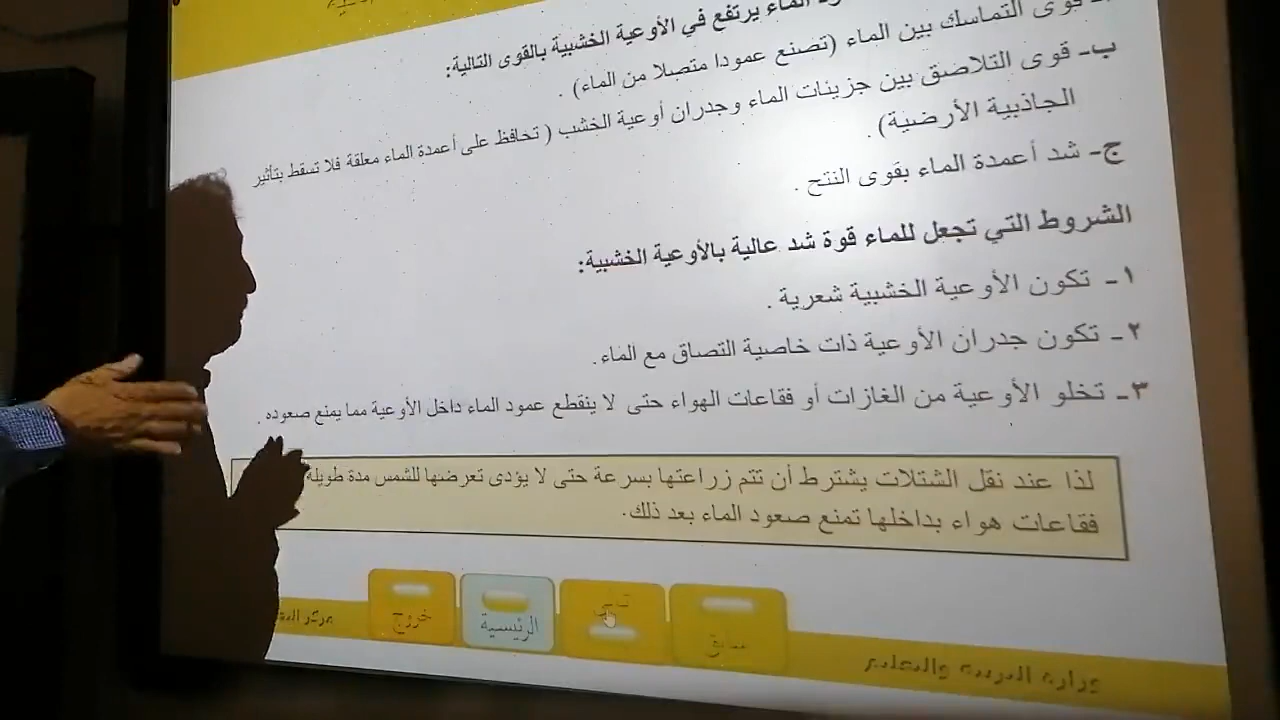 الماء يرتفع في الأوعية الخشبية بالقوى التالية:
قوى التماسك بين الماء (تصنع عمودا متصلا من الماء) .
ب- قوى التلاصق بين جزيئات الماء وجدران أوعية الخشب ( تحافظ على أعمدة الماء معلقة فلا تسقط بتأثير
الجاذبية الأرضية) .
ج- شد أعمدة الماء بقوى النتح .
الشروط التي تجعل للماء قوة شد عالية بالأوعية الخشبية:
١- تكون الأوعية الخشبية شعرية .
٢- تكون جدران الأوعية ذات خاصية التصاق مع الماء .
٣- تخلو الأوعية من الغازات أو فقاعات الهواء حتى لا ينقطع عمود الماء داخل الأوعية مما يمنع صعوده .
لذا عند نقل الشتلات يشترط أن تتم زراعتها بسرعة حتى لا يؤدى تعرضها للشمس مدة طويلة
فقاعات هواء بداخلها تمنع صعود الماء بعد ذلك.
سابق
تالي
الرئيسية
خروج
وزارة التربية والتعليم
مركز